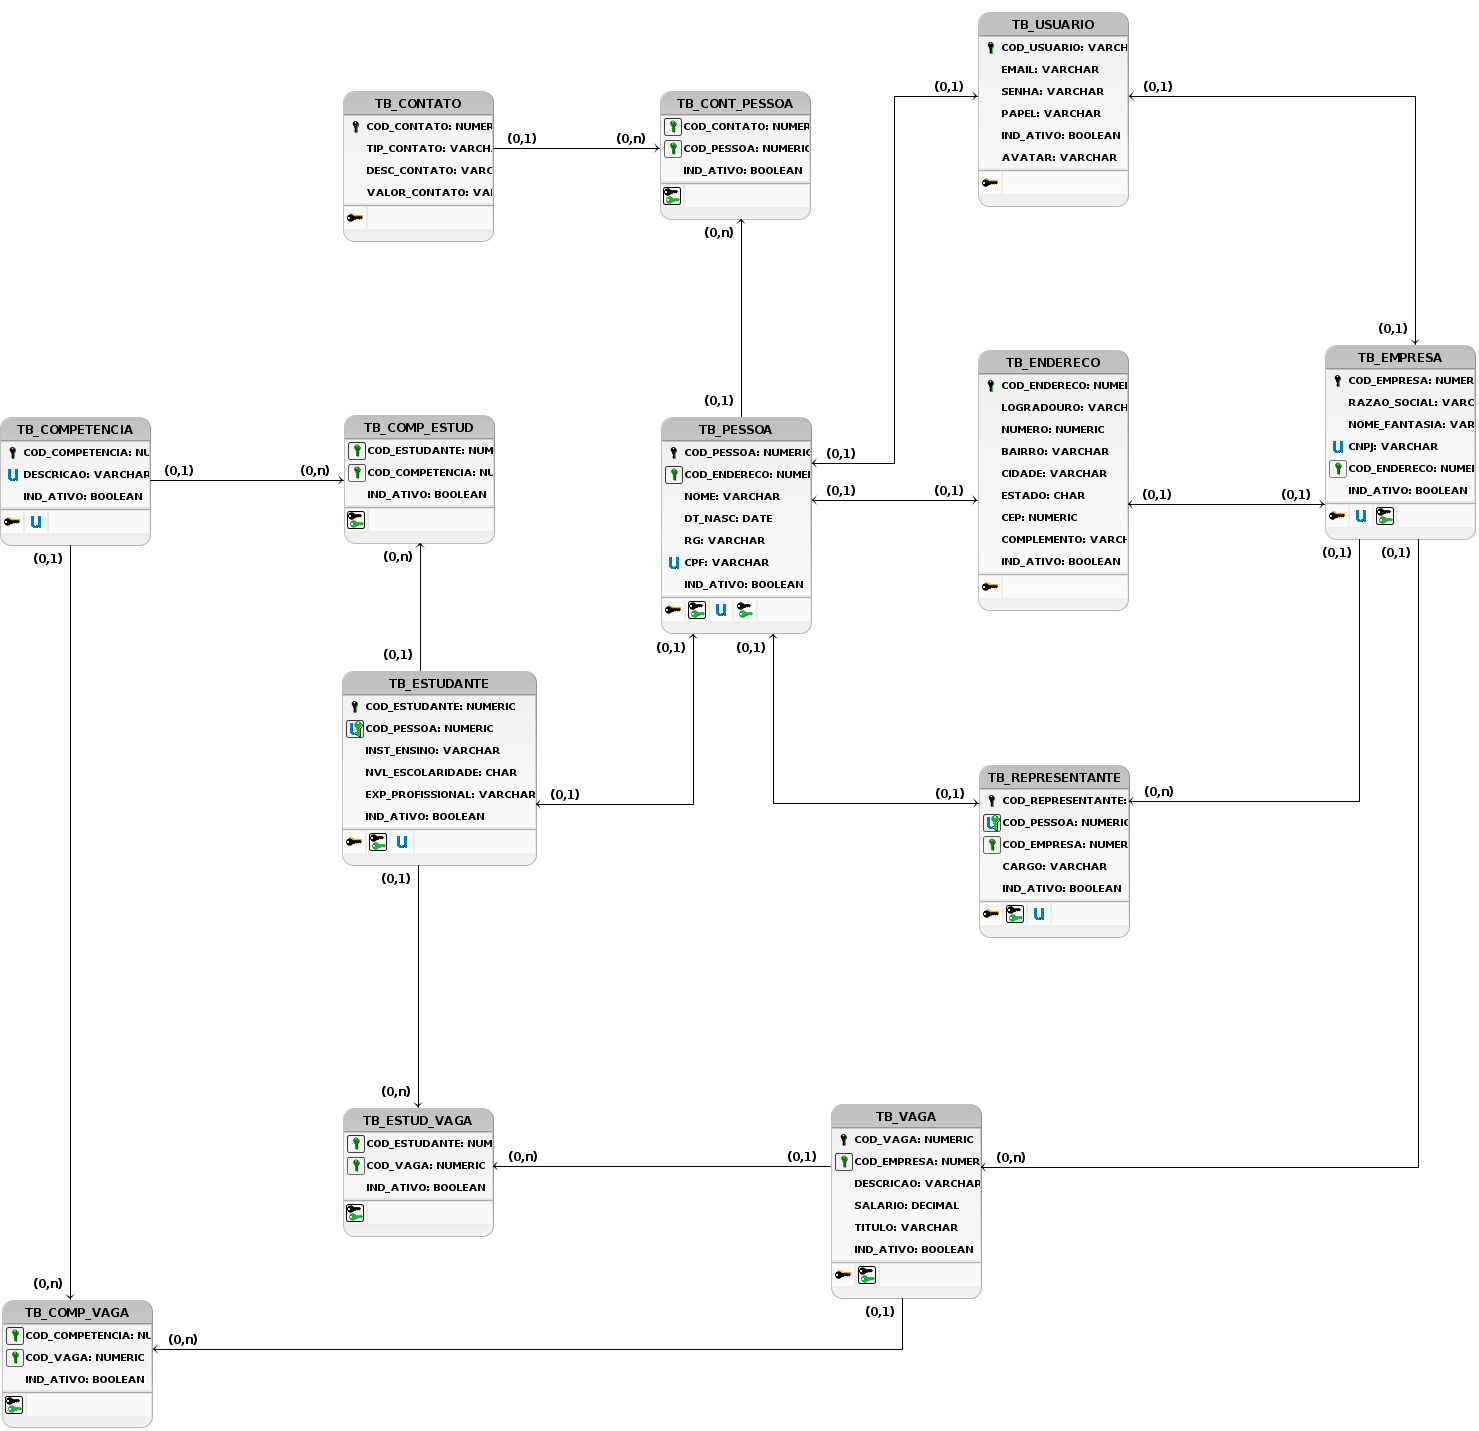 TB_USUARIO
COD_USUARIO: VARCH
EMAIL: VARCHAR
SENHA: VARCHAR
PAPEL: VARCHAR
IND_ATIVO: BOOLEAN
AVATAR: VARCHAR
(0,1)
(0,1)
TB_CONTATO
COD_CONTATO: NUMER
TIP_CONTATO: VARCH
DESC_CONTATO: VARC
VALOR_CONTATO: VA
(0,1)
(0,n)
TB_CONT_PESSOA
COD_CONTATO: NUMER
COD_PESSOA: NUMERIC
IND_ATIVO: BOOLEAN
(0,n)
(0,1)
TB_COMPETENCIA
COD_COMPETENCIA: NU
U DESCRICAO: VARCHAR
IND_ATIVO: BOOLEAN
U
(0,1)
(0,n)
(0,1)
TB_COMP_ESTUD
COD_ESTUDANTE: NUM
COD_COMPETENCIA: NU
IND_ATIVO: BOOLEAN
(0,n)
(0,1)
TB_PESSOA
COD_PESSOA: NUMERIC
COD_ENDERECO: NUMEI
NOME: VARCHAR
DT_NASC: DATE
RG: VARCHAR
U CPF: VARCHAR
IND_ATIVO: BOOLEAN
U
(0,1)
(0,1)
(0,1)
(0,1)
(0,1)
TB_ENDERECO
COD_ENDERECO: NUMEI
LOGRADOURO: VARCH
NUMERO: NUMERIC
BAIRRO: VARCHAR
CIDADE: VARCHAR
ESTADO: CHAR
CEP: NUMERIC
COMPLEMENTO: VARCH
IND_ATIVO: BOOLEAN
(0,1)
(0,1)
(0,1)
TB_EMPRESA
COD_EMPRESA: NUMER
RAZAO_SOCIAL: VARC
NOME_FANTASIA: VAR
U CNPJ: VARCHAR
COD_ENDERECO: NUMEI
IND_ATIVO: BOOLEAN
U
(0,1)
(0,1)
TB_ESTUDANTE
COD_ESTUDANTE: NUMERIC
U COD_PESSOA: NUMERIC
INST_ENSINO: VARCHAR
NVL_ESCOLARIDADE: CHAR
EXP_PROFISSIONAL: VARCHAR
IND_ATIVO: BOOLEAN
U
(0,1)
(0,1)
(0,n)
(0,1)
TB_REPRESENTANTE
COD_REPRESENTANTE:
U COD_PESSOA: NUMERIC
COD_EMPRESA: NUMER
CARGO: VARCHAR
IND_ATIVO: BOOLEAN
U
(0,n)
TB_ESTUD_VAGA
COD_ESTUDANTE: NUM
COD_VAGA: NUMERIC
IND_ATIVO: BOOLEAN
(0,n)
(0,1)
TB_VAGA
COD_VAGA: NUMERIC
COD_EMPRESA: NUMER
DESCRICAO: VARCHAR
SALARIO: DECIMAL
TITULO: VARCHAR
IND_ATIVO: BOOLEAN
(0,n)
(0,1)
(0,n)
TB_COMP_VAGA
COD_COMPETENCIA: NU
COD_VAGA: NUMERIC
IND_ATIVO: BOOLEAN
(0,n)